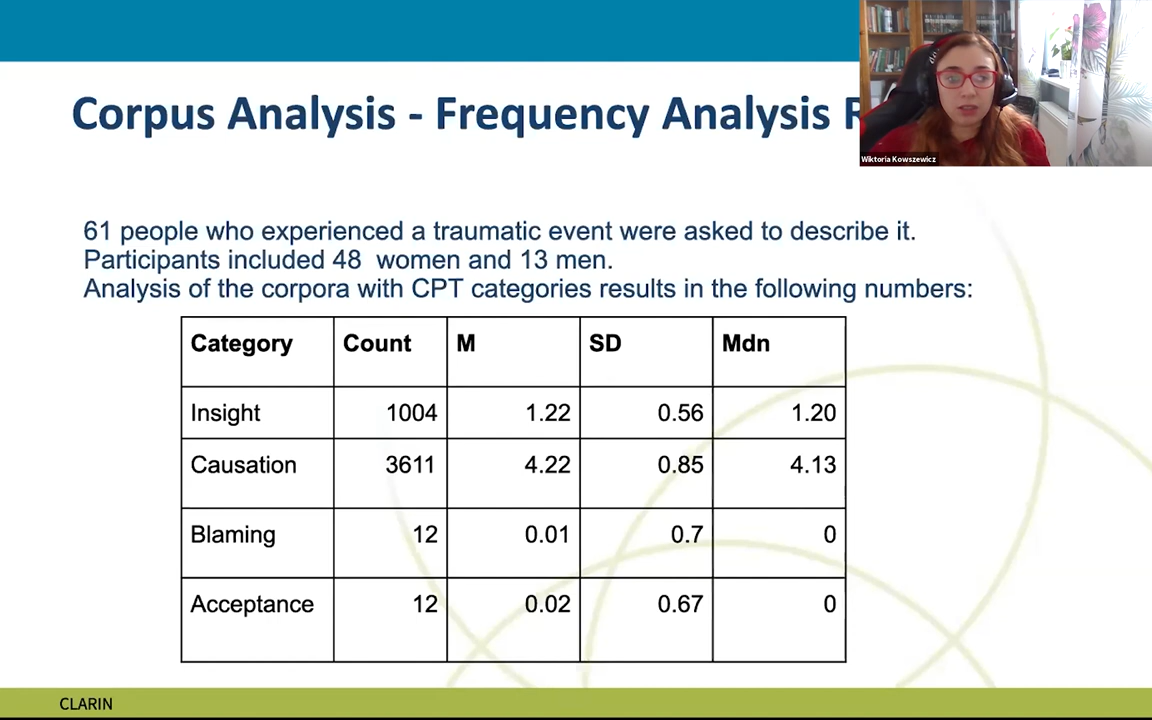 Corpus Analysis - Frequency Analysis
Wiktoria Kowszewicz
61 people who experienced a traumatic event were asked to describe it.
Participants included 48 women and 13 men.
Analysis of the corpora with CPT categories results in the following numbers:
Category Count M SD Mdn
Insight 1004 1.22 0.56 1.20
Causation 3611 4.22 0.85 4.13
Blaming 12 0.01 0.7 0
Acceptance 12 0.02 0.67 0
CLARIN